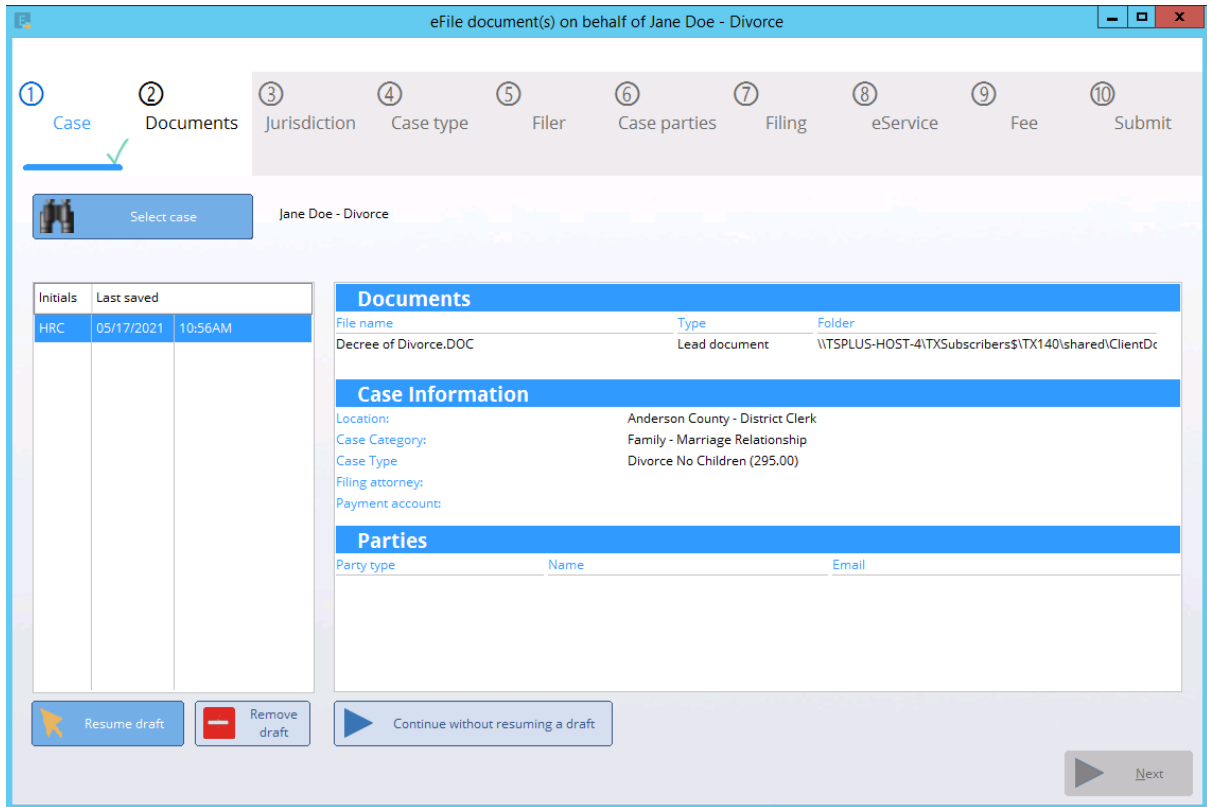 eFile document(s) on behalf of Jane Doe - Divorce
1 2 3 4 5 6 7 8 9 10
Case Documents Jurisdiction Case type Filer Case parties Filing eService Fee Submit
Select case Jane Doe - Divorce
Initials Last saved
HRC 05/17/2021 10:56AM
Documents
File name Type Folder
Decree of Divorce.DOC Lead document \\TSPLUS-HOST-4\TXSubscribers$\TX140\shared\ClientDc
Case Information
Location: Anderson County - District Clerk
Case Category: Family - Marriage Relationship
Case Type Divorce No Children (295.00)
Filing attorney:
Payment account:
Parties
Party type Name Email
Resume draft
Remove
draft
Continue without resuming a draft
Next